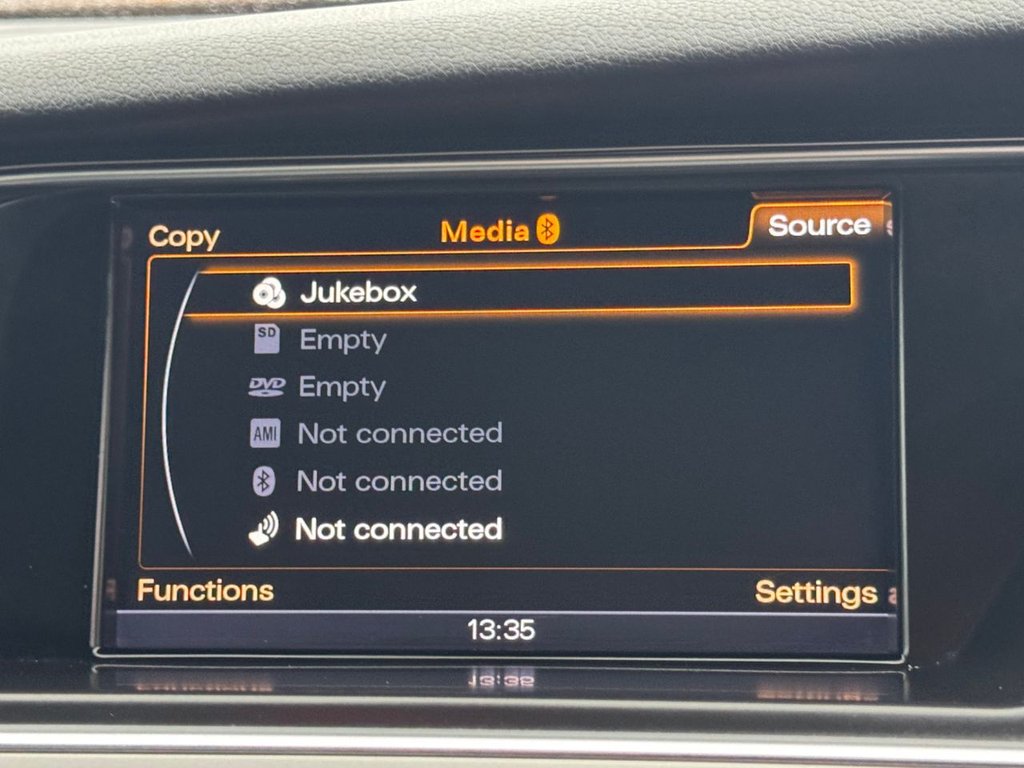 Copy Media Source
Jukebox
SD Empty
DVD Empty
AMI Not connected
Not connected
Not connected
Functions Settings
13:35